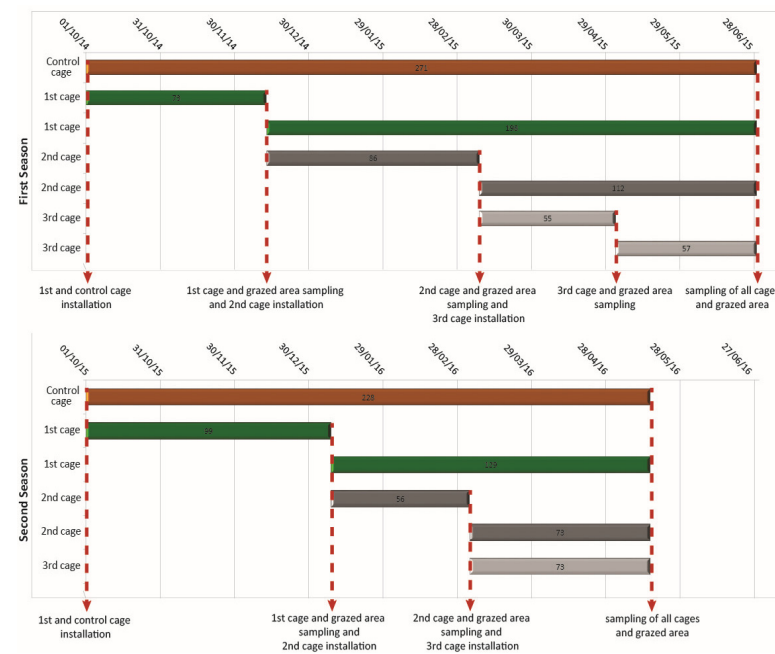 01/10/14 31/10/14 30/11/14 30/12/14 29/01/15 28/02/15 30/03/15 29/04/15 29/05/15 28/06/15
First Season
Control
cage
271
1st cage
73
1st cage
198
2nd cage
86
2nd cage
112
3rd cage
55
3rd cage
57
1st and control cage
installation
1st cage and grazed area sampling
and 2nd cage installation
2nd cage and grazed area
sampling and
3rd cage installation
3rd cage and grazed area
sampling
sampling of all cage
and grazed area
01/10/15 31/10/15 30/11/15 30/12/15 29/01/16 28/02/16 29/03/16 28/04/16 28/05/16 27/06/16
Second Season
Control
cage
228
1st cage
99
1st cage
129
2nd cage
56
2nd cage
73
3rd cage
73
1st and control cage
installation
1st cage and grazed area
sampling and
2nd cage installation
2nd cage and grazed area
sampling and
3rd cage installation
sampling of all cages
and grazed area